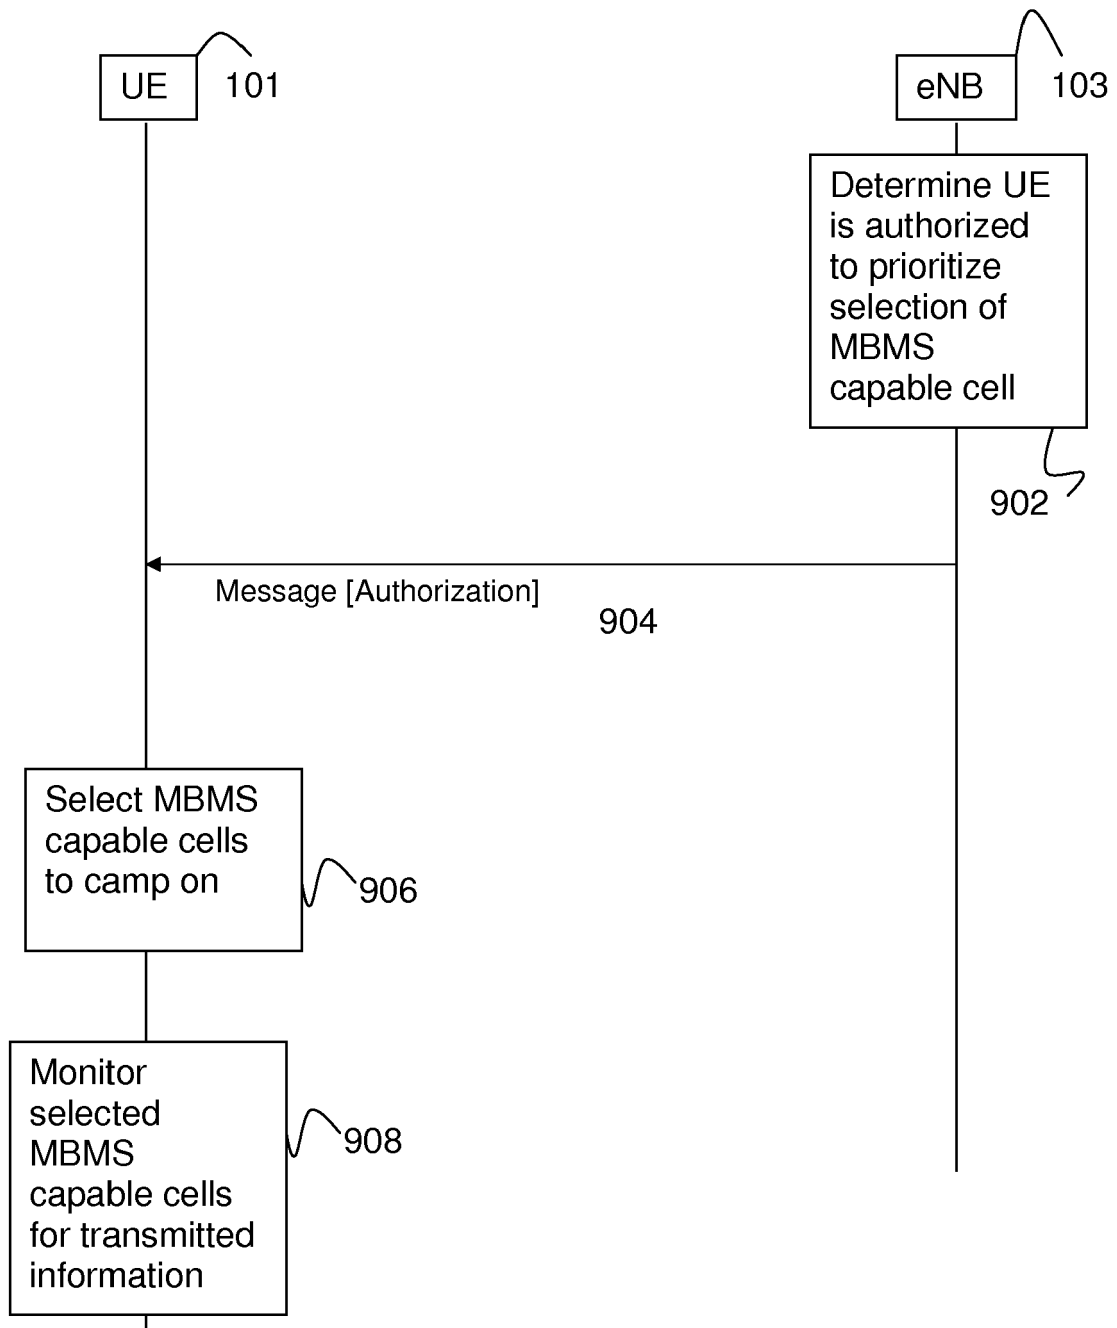 UE
101
eNB
103
Determine UE
is authorized
to prioritize
selection of
MBMS
capable cell
902
Message [Authorization]
904
Select MBMS
capable cells
to camp on
906
Monitor
selected
MBMS
capable cells
for transmitted
information
908